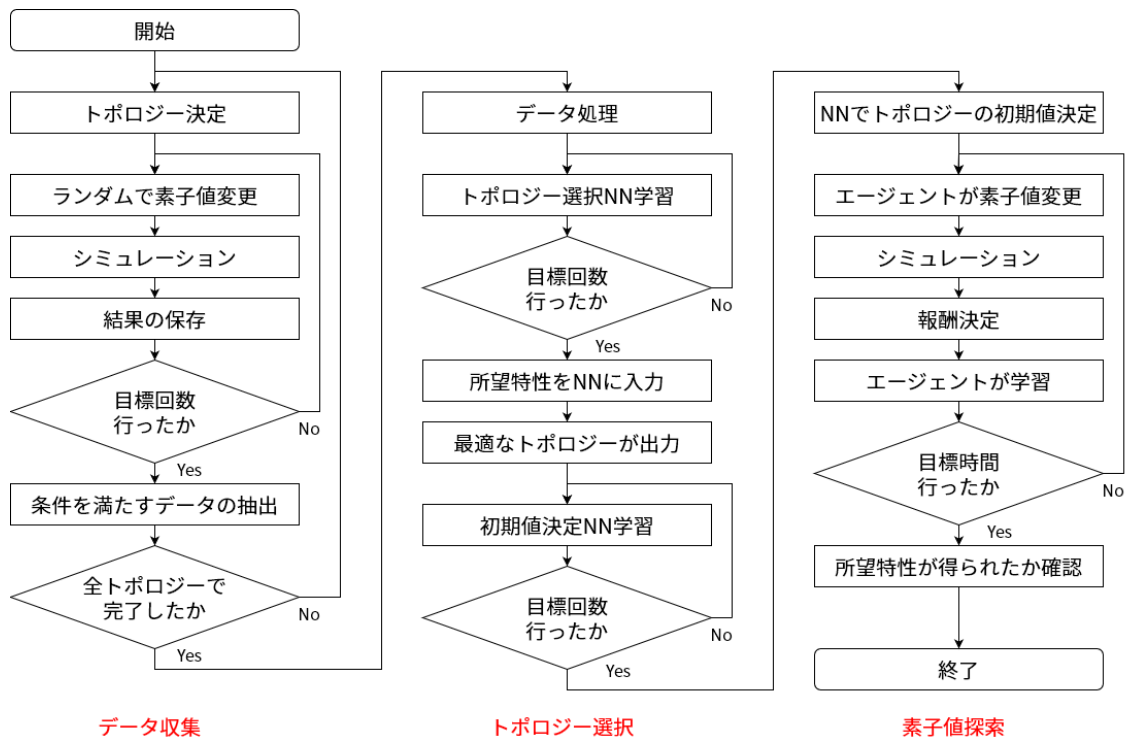 開始
トポロジー決定
ランダムで素子値変更
シミュレーション
結果の保存
目標回数
行ったか
No
Yes
条件を満たすデータの抽出
全トポロジーで
完了したか
No
Yes
データ収集
データ処理
トポロジー選択NN学習
目標回数
行ったか
No
Yes
所望特性をNNに入力
最適なトポロジーが出力
初期値決定NN学習
目標回数
行ったか
No
Yes
トポロジー選択
NNでトポロジーの初期値決定
エージェントが素子値変更
シミュレーション
報酬決定
エージェントが学習
目標時間
行ったか
No
Yes
所望特性が得られたか確認
終了
素子値探索